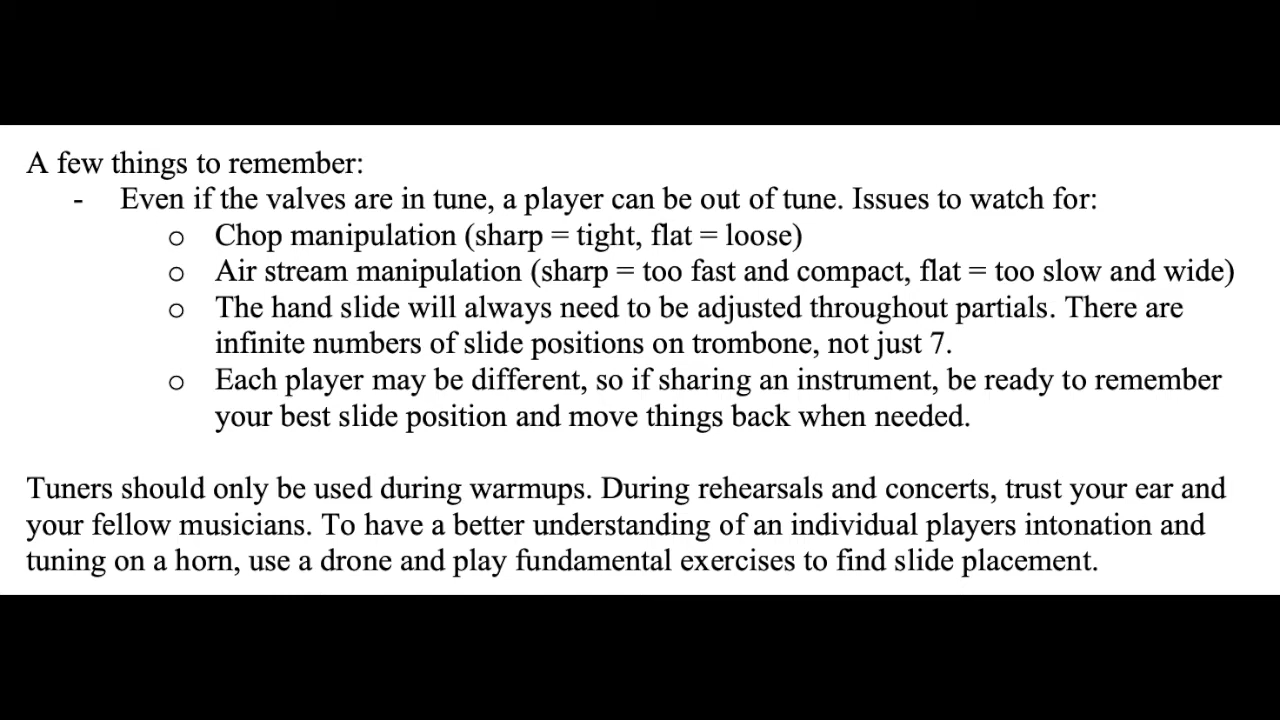 A few things to remember:
- Even if the valves are in tune, a player can be out of tune. Issues to watch for:
o Chop manipulation (sharp = tight, flat = loose)
o Air stream manipulation (sharp = too fast and compact, flat = too slow and wide)
o The hand slide will always need to be adjusted throughout partials. There are
infinite numbers of slide positions on trombone, not just 7.
o Each player may be different, so if sharing an instrument, be ready to remember
your best slide position and move things back when needed.
Tuners should only be used during warmups. During rehearsals and concerts, trust your ear and
your fellow musicians. To have a better understanding of an individual players intonation and
tuning on a horn, use a drone and play fundamental exercises to find slide placement.